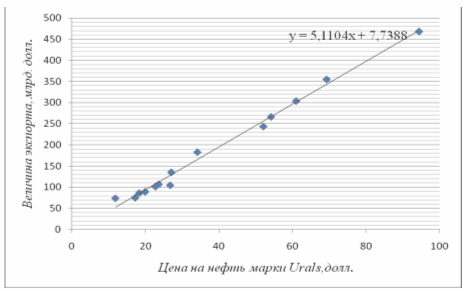 Величина экспорта, млрд. долл.
500
450
400
350
300
250
200
150
100
50
0
y = 5,1104x + 7,7388
0 20 40 60 80 100
Цена на нефть марки Urals, долл.